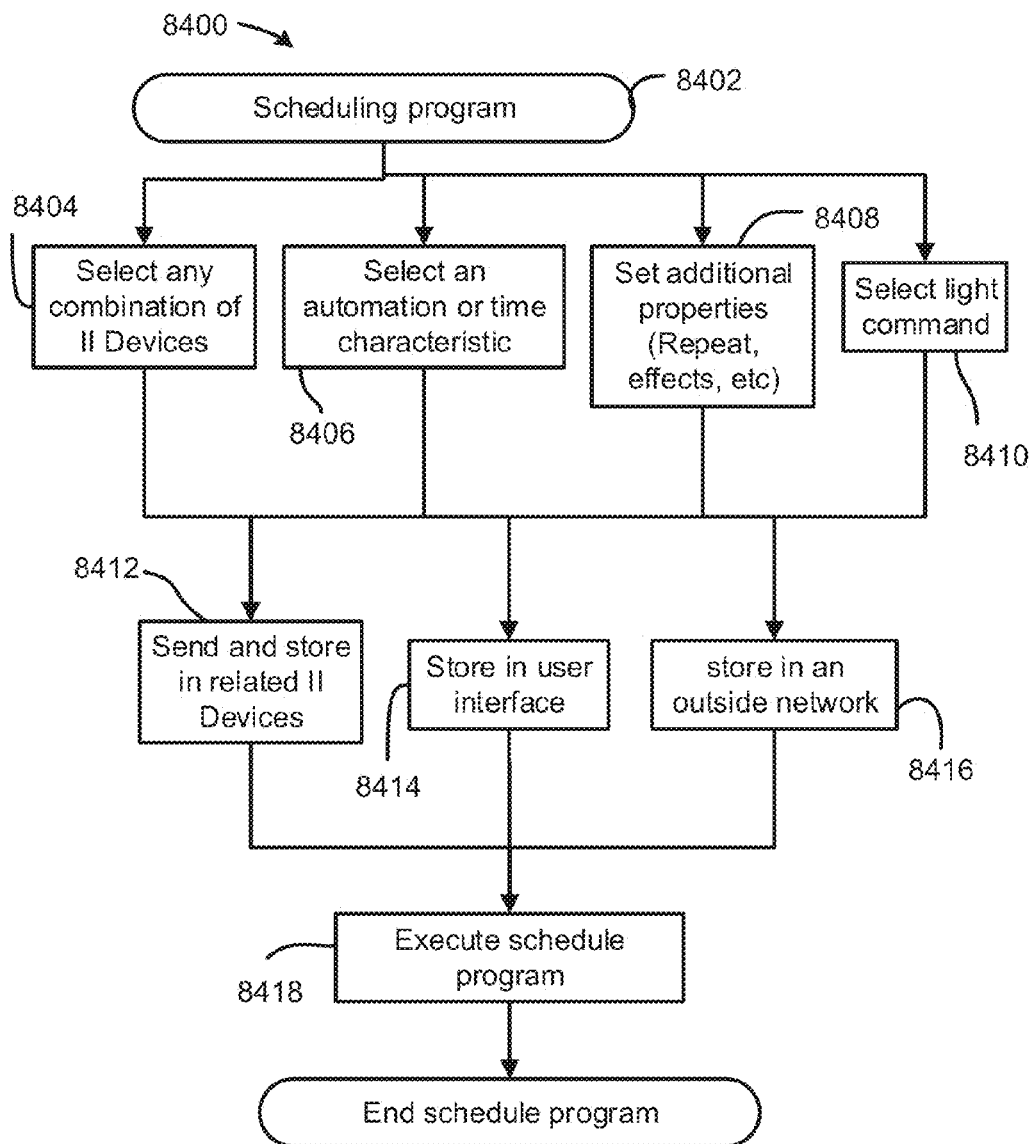 8400
Scheduling program
8402
8404
Select any
combination of
II Devices
Select an
automation or time
characteristic
8406
8408
Set additional
properties
(Repeat,
effects, etc)
Select light
command
8410
8412
Send and store
in related II
Devices
Store in user
interface
8414
store in an
outside network
8416
Execute schedule
program
8418
End schedule program